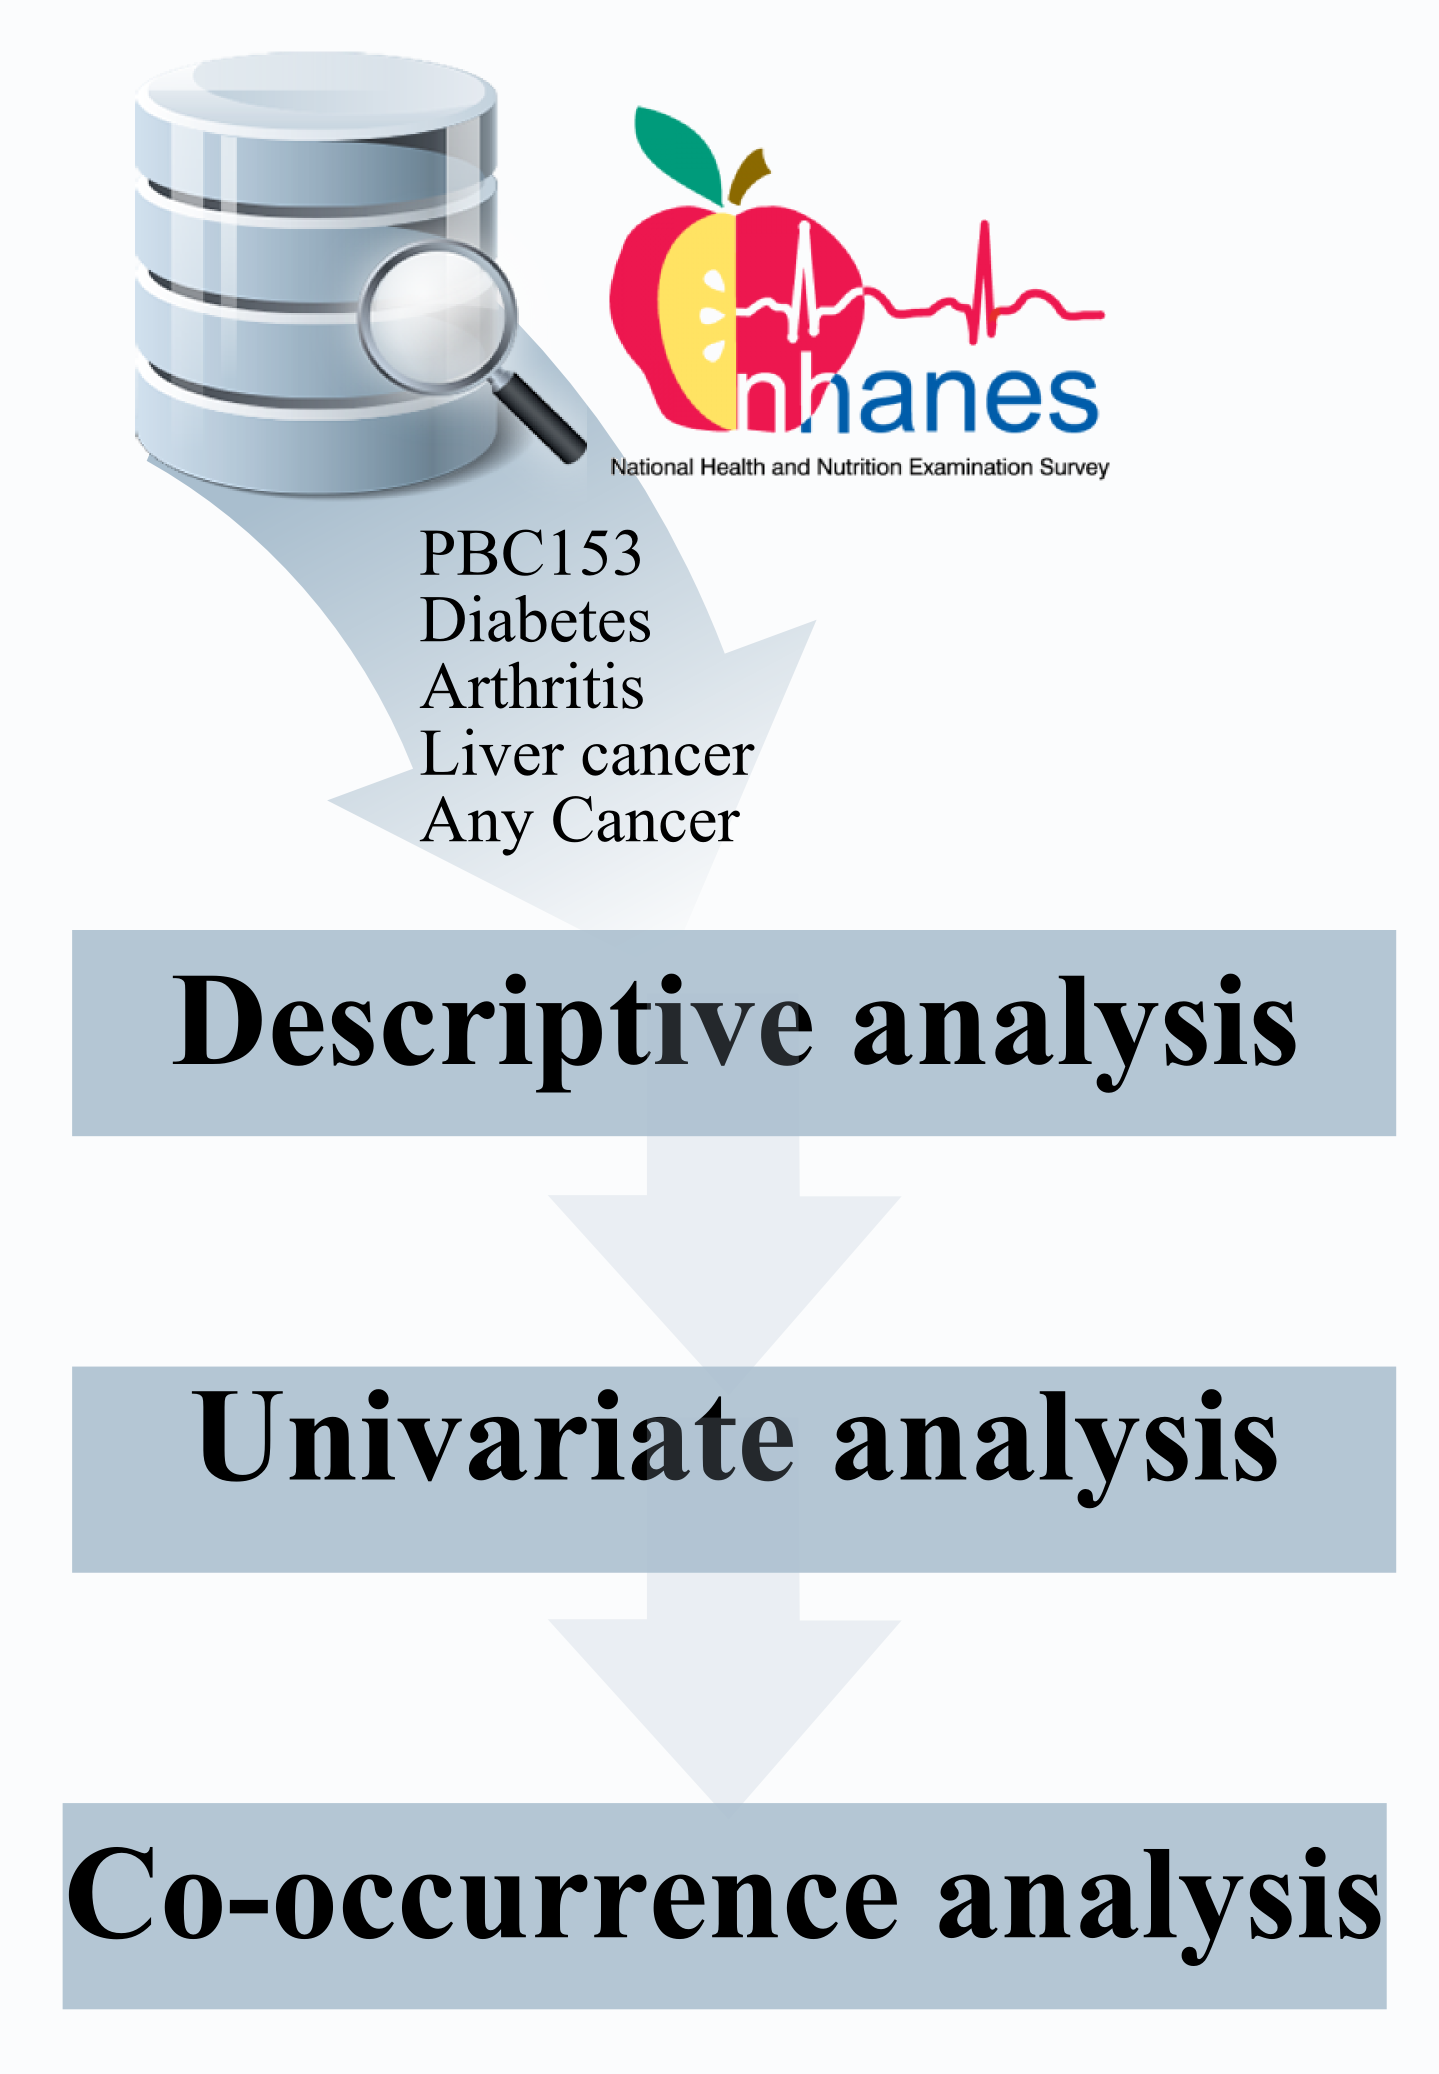 nhanes
National Health and Nutrition Examination Survey
PBC153
Diabetes
Arthritis
Liver cancer
Any Cancer
Descriptive analysis
Univariate analysis
Co-occurrence analysis